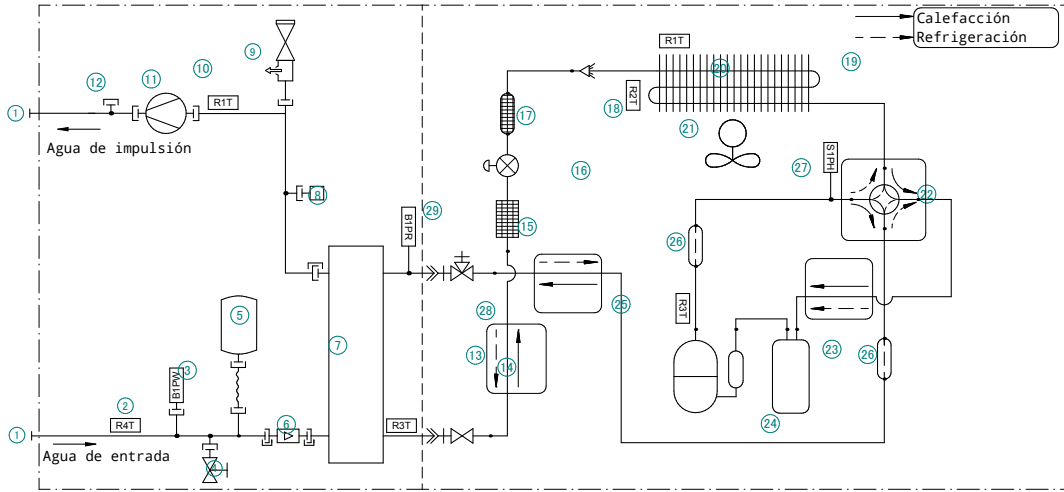 Calefacción
Refrigeración
R1T
9
19
20
10
11
12
R1T
R2T
18
17
1
21
Agua de impulsión
16
27
S1PH
8
22
29
B1PR
15
26
5
28
25
R3T
7
13
14
3
B1PW
23
26
2
R4T
6
24
1
R3T
Agua de entrada
4